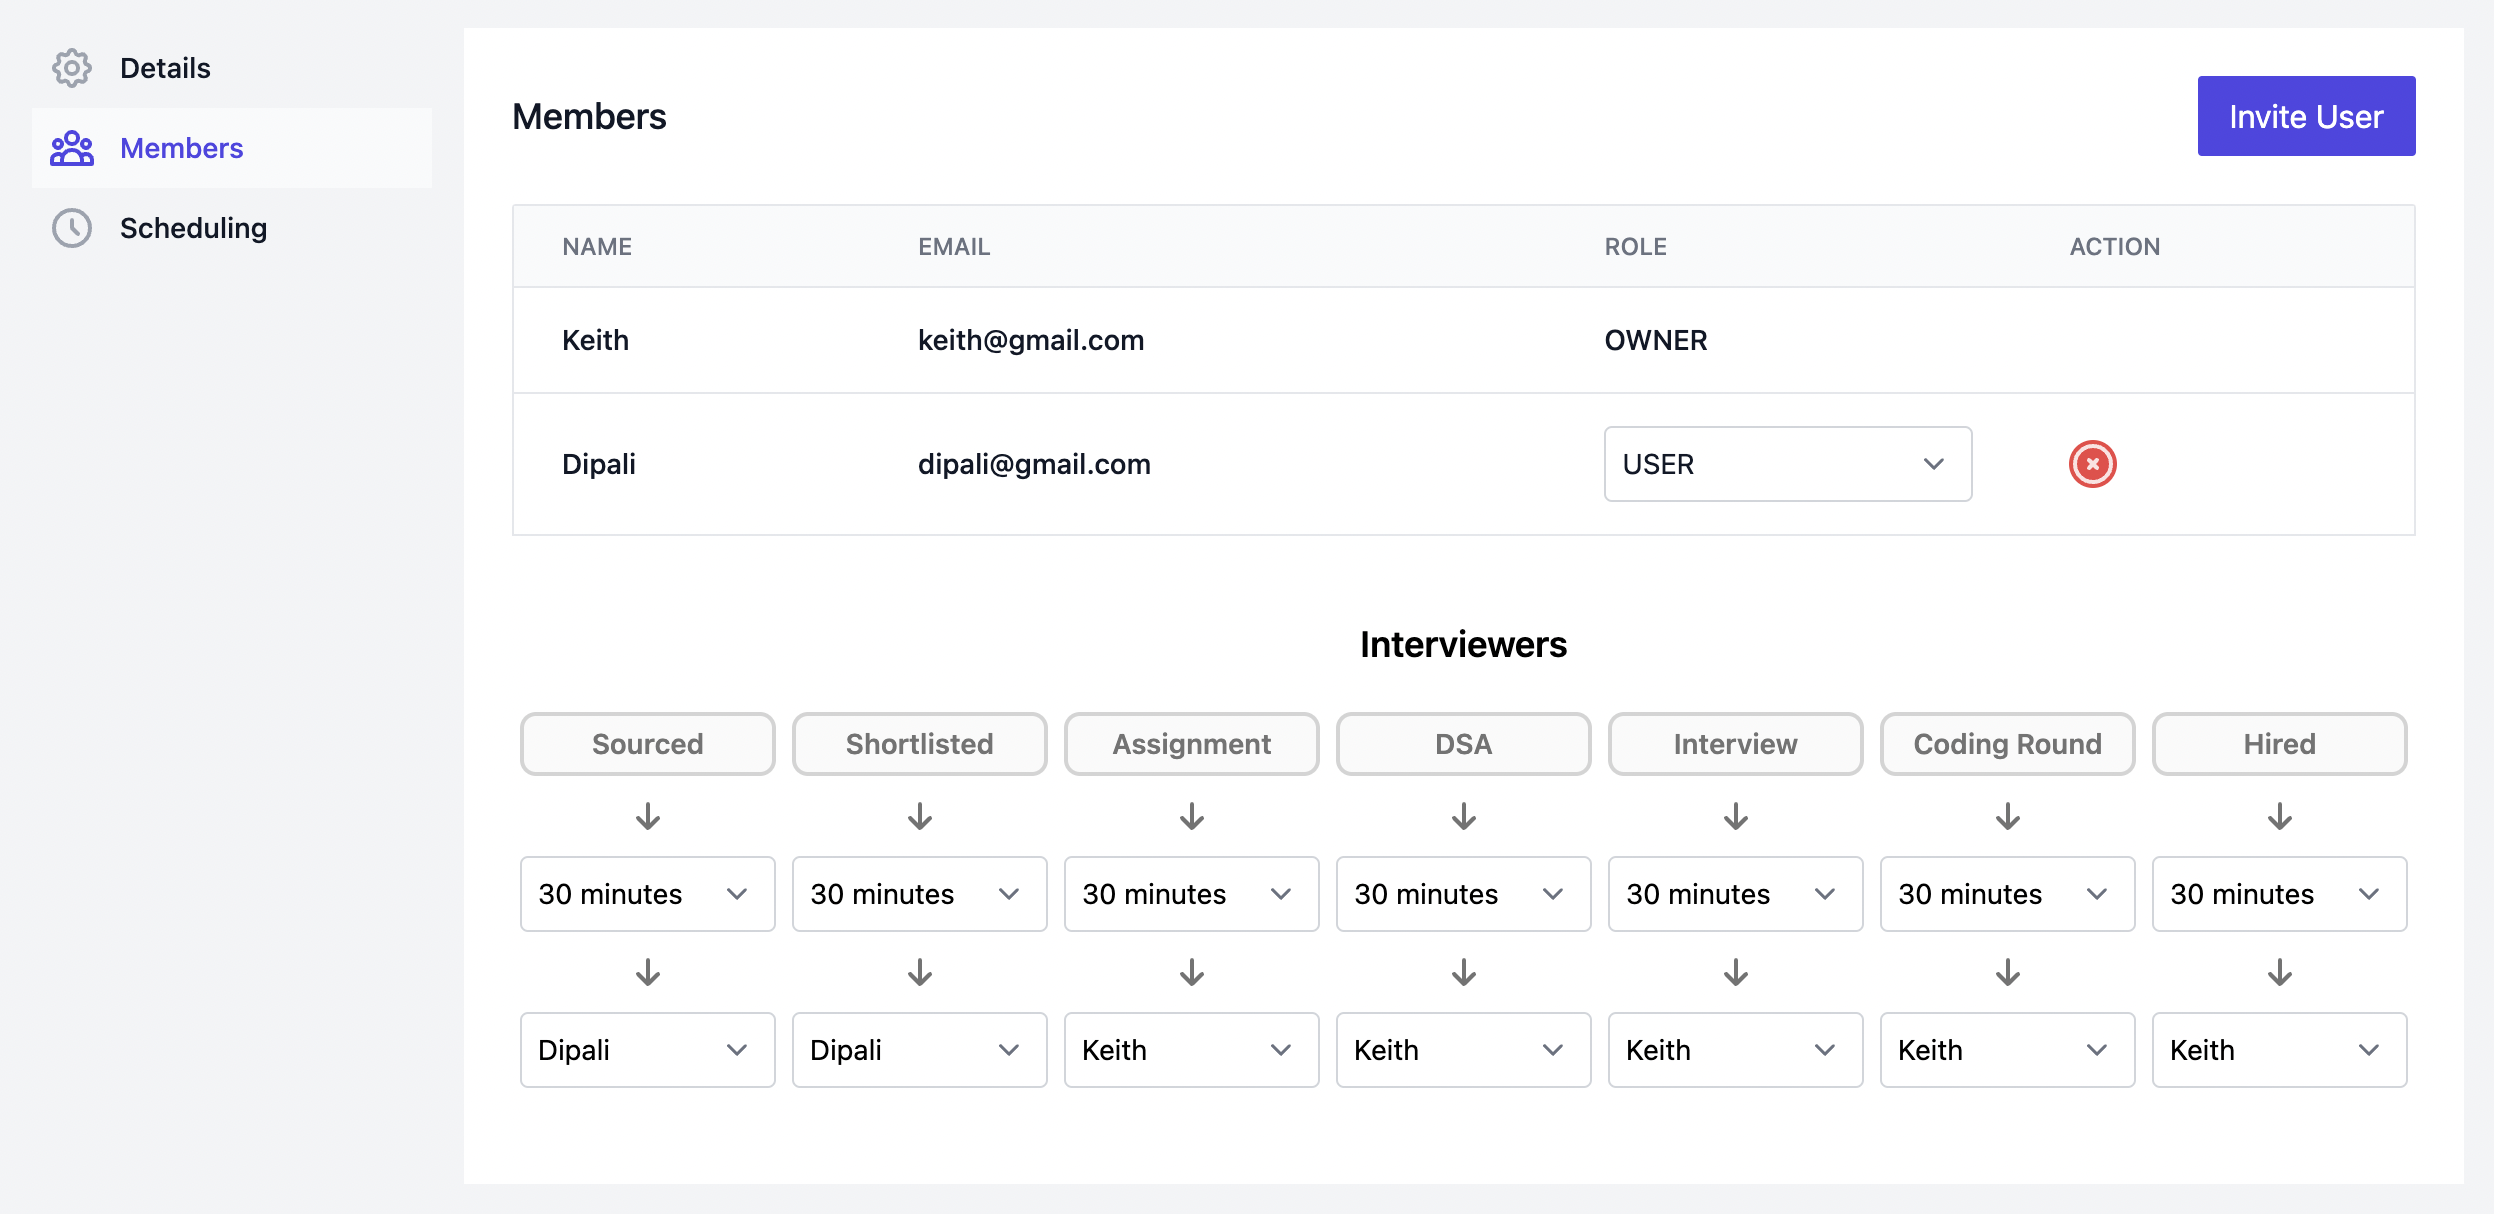 Details
Members
Scheduling
Members
Invite User
NAME EMAIL ROLE ACTION
Keith keith@gmail.com OWNER
Dipali dipali@gmail.com USER
Interviewers
Sourced Shortlisted Assignment DSA Interview Coding Round Hired
30 minutes 30 minutes 30 minutes 30 minutes 30 minutes 30 minutes 30 minutes
Dipali Dipali Keith Keith Keith Keith Keith